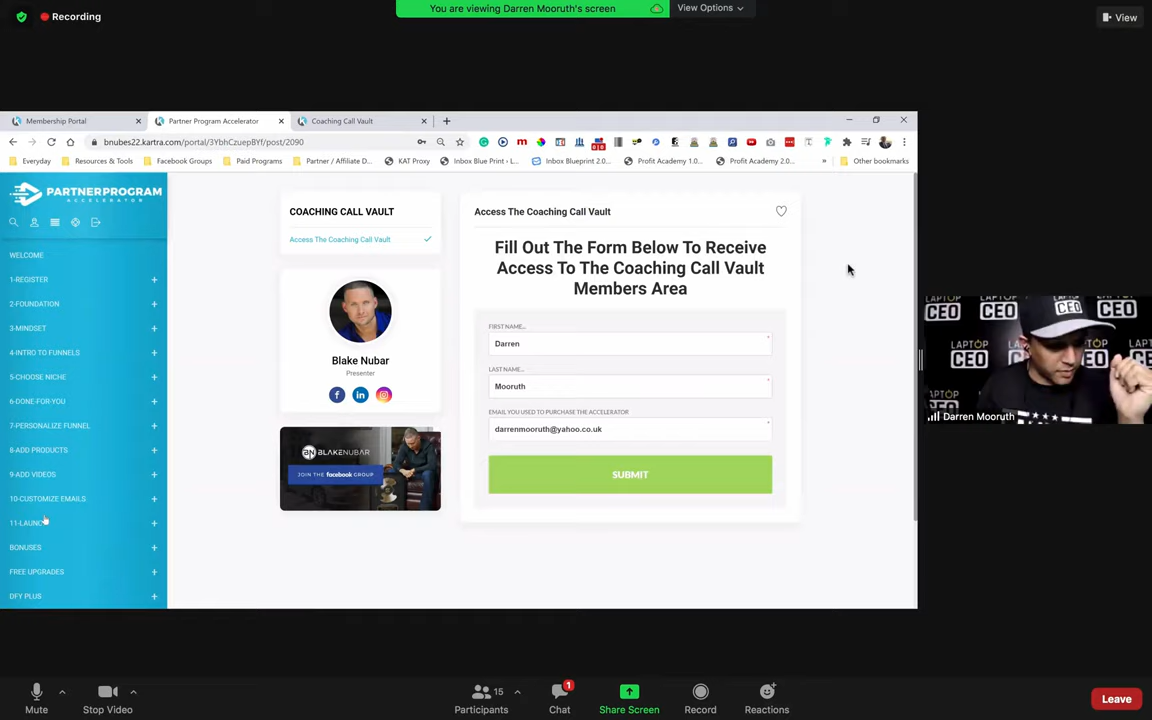 Recording
You are viewing Darren Mooruth's screen
View Options
View
Membership Portal
Partner Program Accelerator
Coaching Call Vault
bnubes22.kartra.com/portal/3YbhCzuepBYf/post/2090
Everyday
Resources & Tools
Facebook Groups
Paid Programs
Partner / Affiliate D...
KAT Proxy
Inbox Blue Print - L...
Inbox Blueprint 2.0...
Profit Academy 1.0...
Profit Academy 2.0...
Other bookmarks
PARTNERPROGRAM
ACCELERATOR
WELCOME
1-REGISTER
2-FOUNDATION
3-MINDSET
4-INTRO TO FUNNELS
5-CHOOSE NICHE
6-DONE-FOR-YOU
7-PERSONALIZE FUNNEL
8-ADD PRODUCTS
9-ADD VIDEOS
10-CUSTOMIZE EMAILS
BONUSES
FREE UPGRADES
DFY PLUS
COACHING CALL VAULT
Access The Coaching Call Vault
Blake Nubar
Presenter
BN BLAKENUBAR
JOIN THE facebook GROUP
Access The Coaching Call Vault
Fill Out The Form Below To Receive
Access To The Coaching Call Vault
Members Area
FIRST NAME...
Darren
LAST NAME...
Mooruth
EMAIL YOU USED TO PURCHASE THE ACCELERATOR
darrenmooruth@yahoo.co.uk
SUBMIT
LAPTOP
CEO
Darren Mooruth
Mute
Stop Video
Participants
15
Chat
1
Share Screen
Record
Reactions
Leave